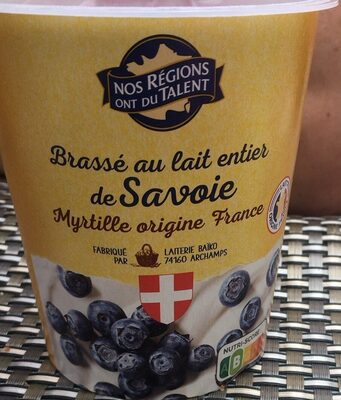 NOS RÉGIONS
ONT DU TALENT
Brassé au lait entier
de Savoie
Myrtille origine France
FABRIQUÉ
PAR
LAITERIE BAÏKO
74160 ARCHAMPS
NUTRI-SCORE
B